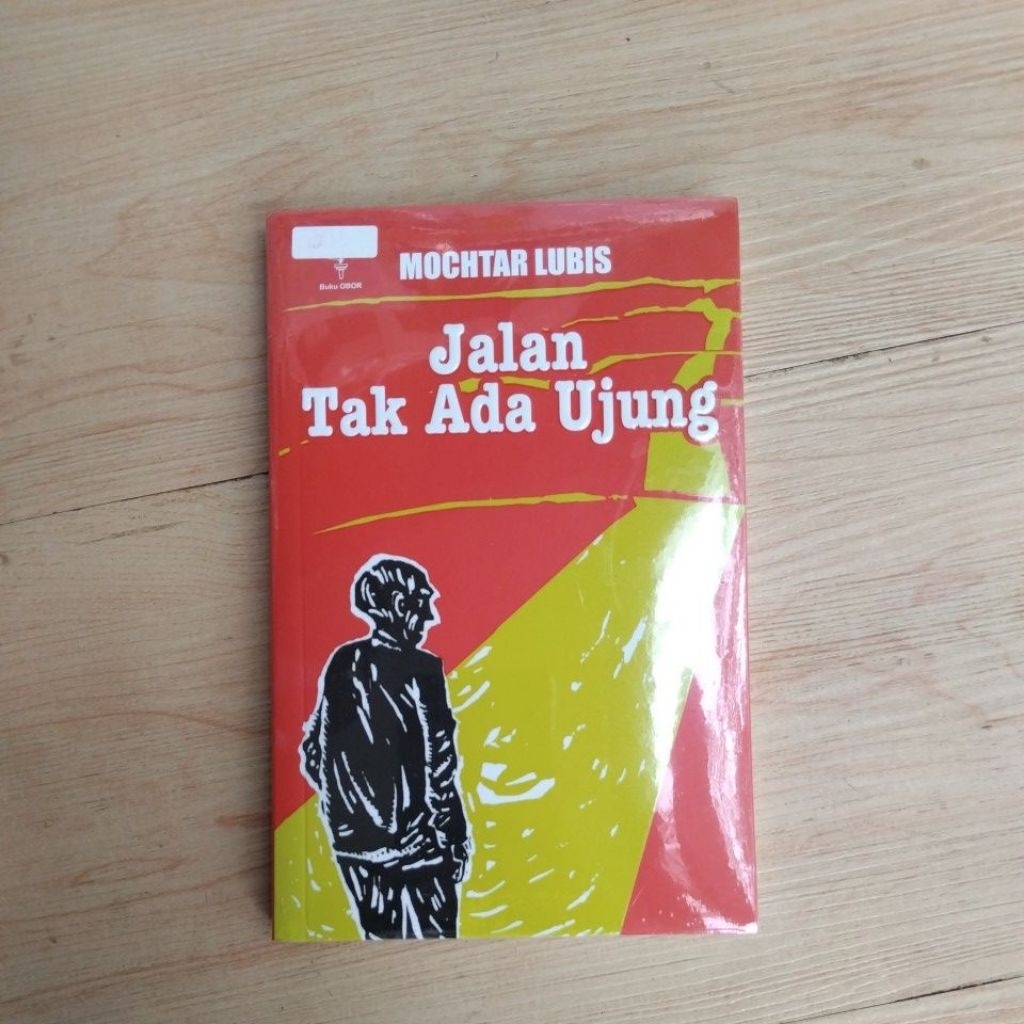 MOCHTAR LUBIS
Buku OBOR
Jalan
Tak Ada Ujung